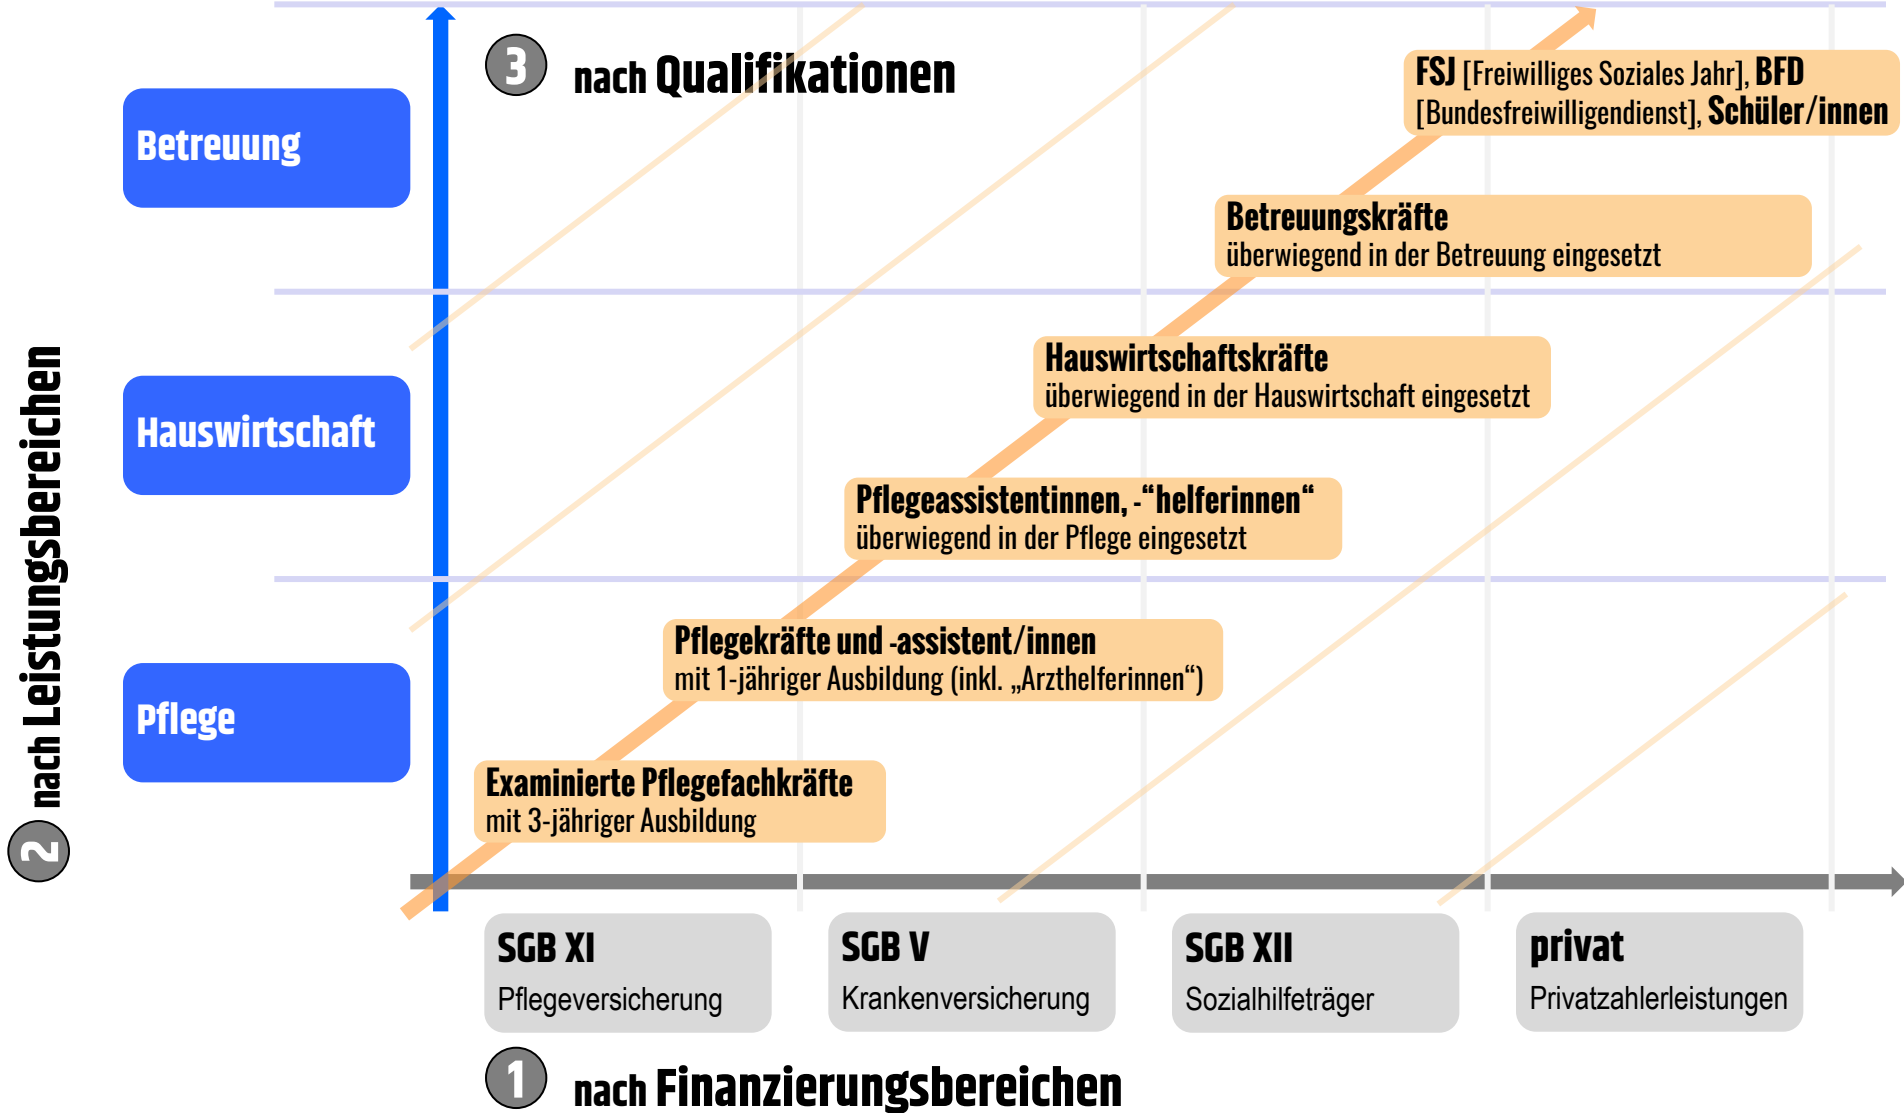 3
nach Qualifikationen
FSJ [Freiwilliges Soziales Jahr], BFD
[Bundesfreiwilligendienst], Schüler/innen
Betreuung
Betreuungskräfte
überwiegend in der Betreuung eingesetzt
Hauswirtschaftskräfte
überwiegend in der Hauswirtschaft eingesetzt
Hauswirtschaft
Pflegeassistentinnen, -“helferinnen“
überwiegend in der Pflege eingesetzt
Pflegekräfte und -assistent/innen
mit 1-jähriger Ausbildung (inkl. „Arzthelferinnen“)
Pflege
Examinierte Pflegefachkräfte
mit 3-jähriger Ausbildung
2
nach Leistungsbereichen
SGB XI
Pflegeversicherung
SGB V
Krankenversicherung
SGB XII
Sozialhilfeträger
privat
Privatzahlerleistungen
1
nach Finanzierungsbereichen